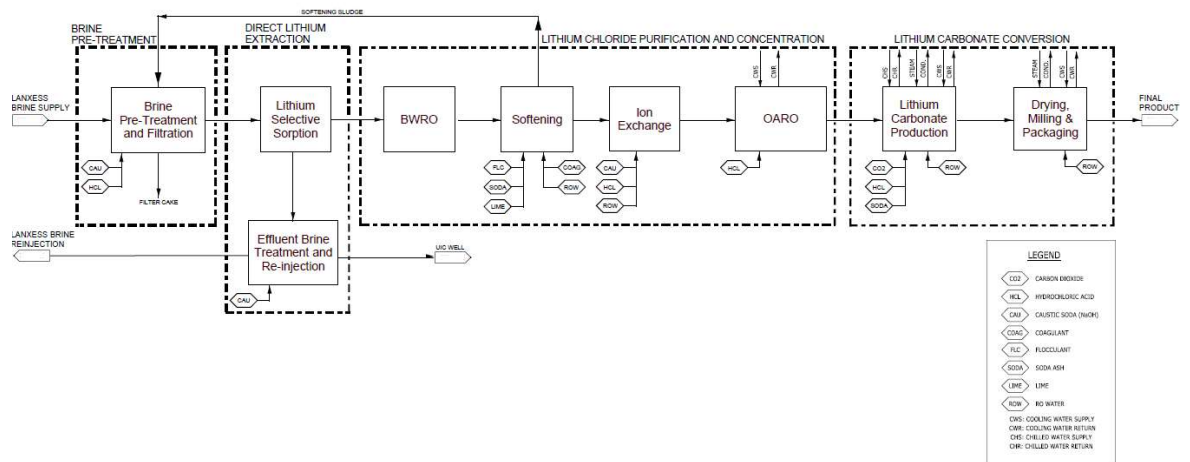 SOFTENING SLUDGE
BRINE
PRE-TREATMENT
DIRECT LITHIUM
EXTRACTION
LITHIUM CHLORIDE PURIFICATION AND CONCENTRATION
LITHIUM CARBONATE CONVERSION
LANXESS
BRINE SUPPLY
Brine
Pre-Treatment
and Filtration
CAU
HCL
FILTER CAKE
Lithium
Selective
Sorption
BWRO
Softening
FLC
SODA
LIME
COAG
ROW
Ion
Exchange
CAU
HCL
ROW
CWS
CWR
OARO
HCL
CHS
CHR
STEAM
COND.
CWS
CWR
Lithium
Carbonate
Production
CO2
HCL
SODA
ROW
STEAM
COND.
CWS
CWR
Drying,
Milling &
Packaging
ROW
FINAL
PRODUCT
LANXESS BRINE
REINJECTION
Effluent Brine
Treatment and
Re-injection
CAU
UIC WELL
LEGEND
CO2 CARBON DIOXIDE
HCL HYDROCHLORIC ACID
CAU CAUSTIC SODA (NaOH)
COAG COAGULANT
FLC FLOCCULANT
SODA SODA ASH
LIME LIME
ROW RO WATER
CWS: COOLING WATER SUPPLY
CWR: COOLING WATER RETURN
CHS: CHILLED WATER SUPPLY
CHR: CHILLED WATER RETURN